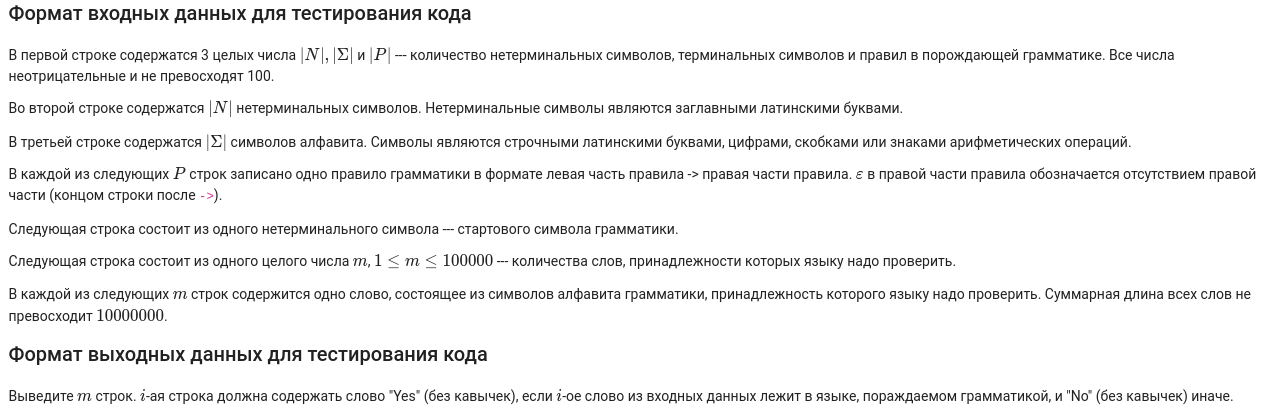 Формат входных данных для тестирования кода
В первой строке содержатся 3 целых числа |N|, |Σ| и |P| --- количество нетерминальных символов, терминальных символов и правил в порождающей грамматике. Все числа
неотрицательные и не превосходят 100.
Во второй строке содержатся |N| нетерминальных символов. Нетерминальные символы являются заглавными латинскими буквами.
В третьей строке содержатся |Σ| символов алфавита. Символы являются строчными латинскими буквами, цифрами, скобками или знаками арифметических операций.
В каждой из следующих P строк записано одно правило грамматики в формате левая часть правила -> правая части правила. ε в правой части правила обозначается отсутствием правой
части (концом строки после ->).
Следующая строка состоит из одного нетерминального символа --- стартового символа грамматики.
Следующая строка состоит из одного целого числа m, 1 ≤ m ≤ 100000 --- количества слов, принадлежности которых языку надо проверить.
В каждой из следующих m строк содержится одно слово, состоящее из символов алфавита грамматики, принадлежность которого языку надо проверить. Суммарная длина всех слов не
превосходит 10000000.
Формат выходных данных для тестирования кода
Выведите m строк. i-ая строка должна содержать слово "Yes" (без кавычек), если i-ое слово из входных данных лежит в языке, пораждаемом грамматикой, и "No" (без кавычек) иначе.